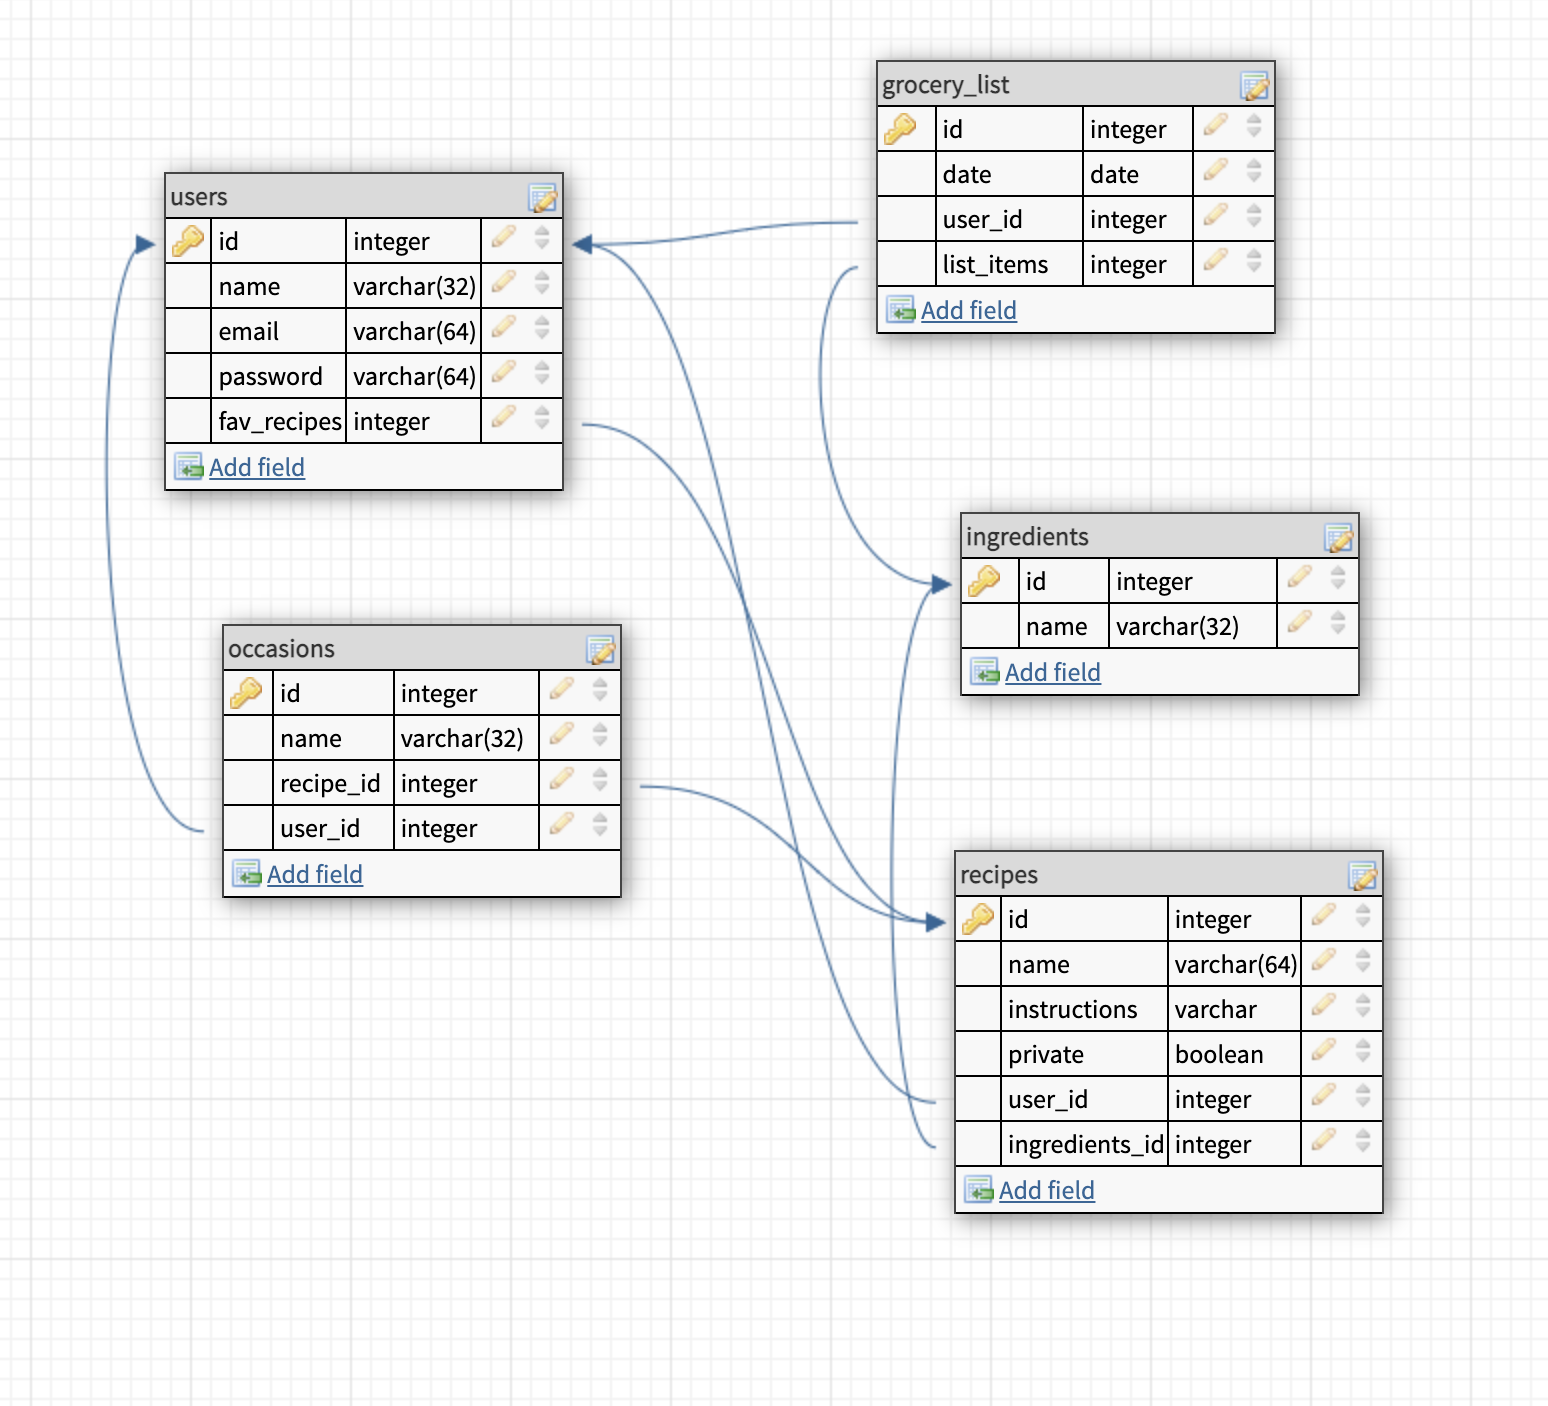 users
id integer
name varchar(32)
email varchar(64)
password varchar(64)
fav_recipes integer
Add field
grocery_list
id integer
date date
user_id integer
list_items integer
Add field
ingredients
id integer
name varchar(32)
Add field
occasions
id integer
name varchar(32)
recipe_id integer
user_id integer
Add field
recipes
id integer
name varchar(64)
instructions varchar
private boolean
user_id integer
ingredients_id integer
Add field